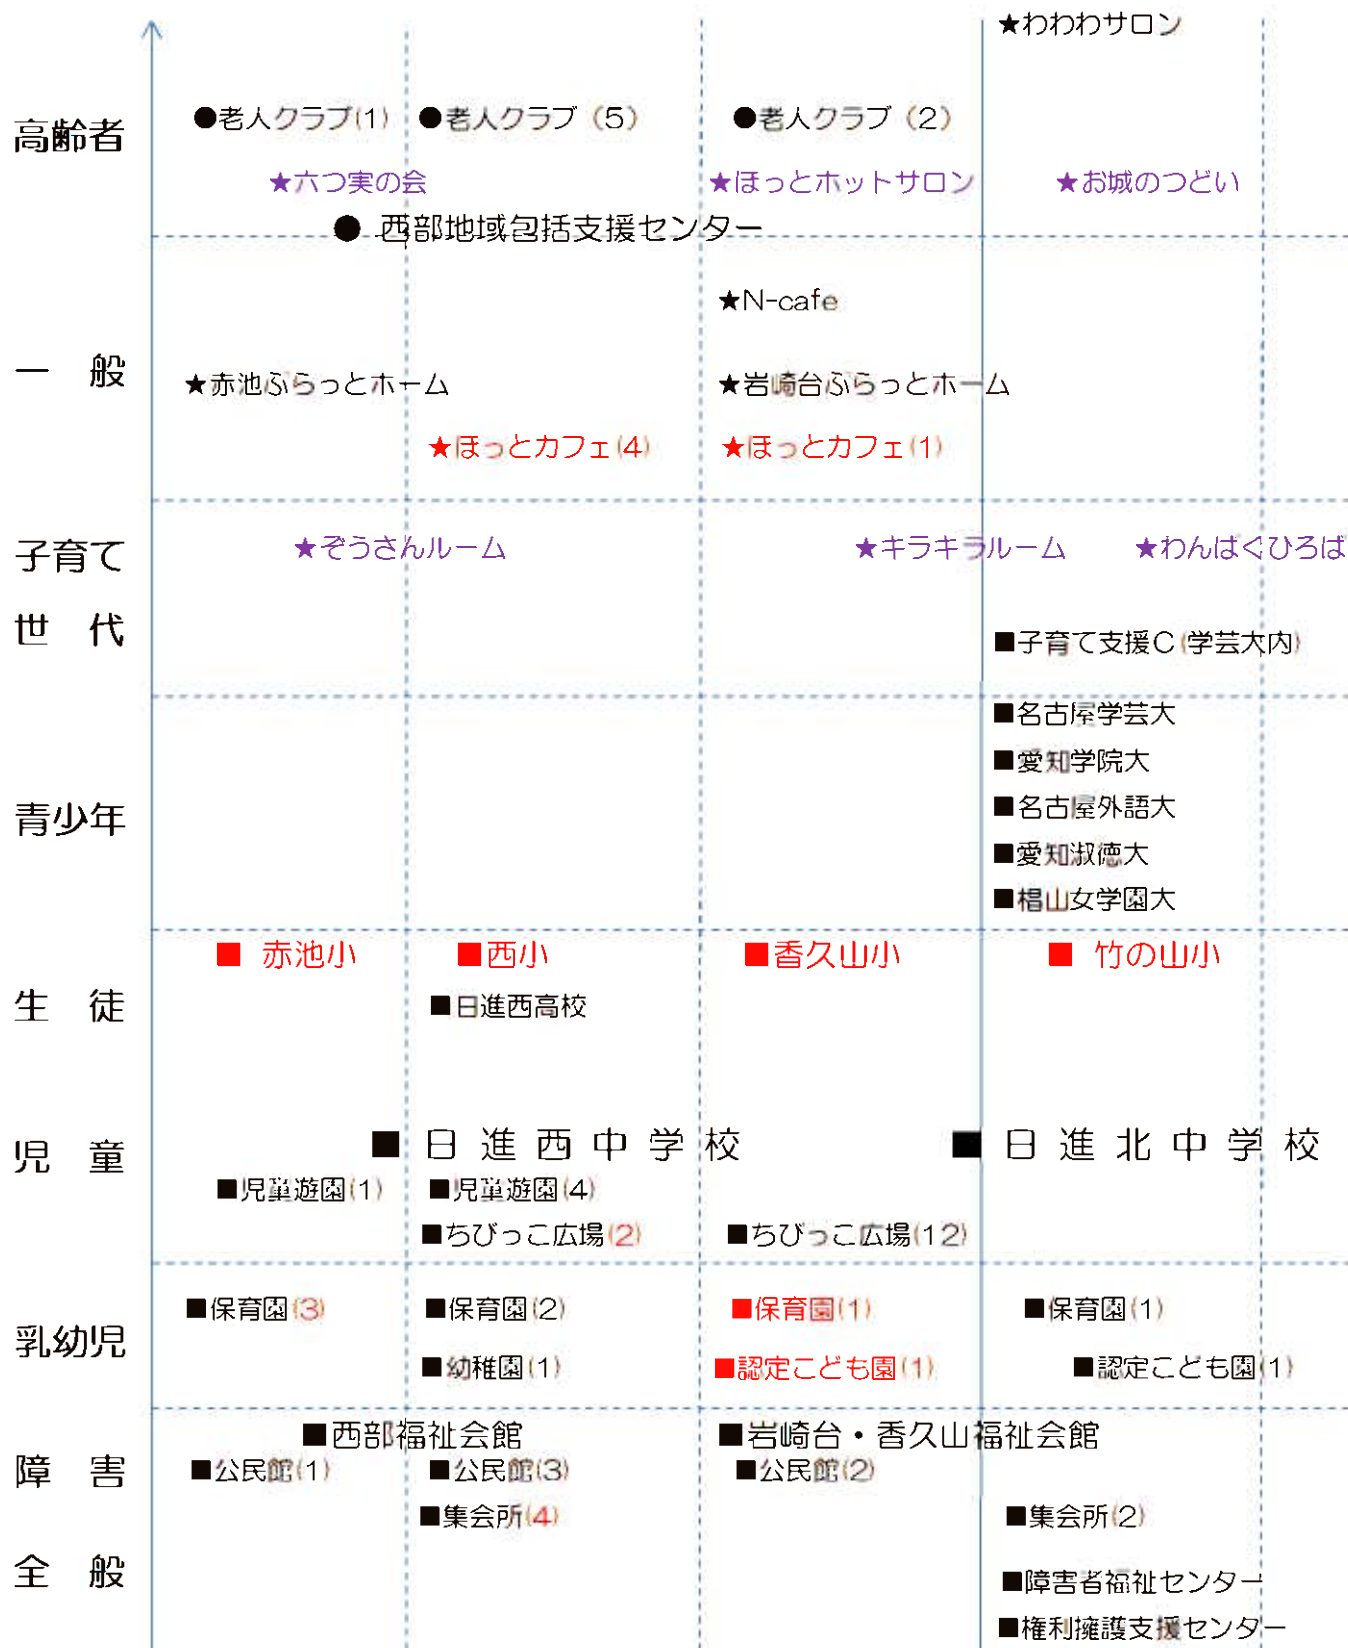 ★わわわサロン
高齢者
●老人クラブ(1) ●老人クラブ（5） ●老人クラブ（2）
★六つ実の会 ★ほっとホットサロン ★お城のつどい
● 西部地域包括支援センター
★N-cafe
一 般
★赤池ふらっとホーム ★岩崎台ふらっとホーム
★ほっとカフェ(4) ★ほっとカフェ(1)
子育て
★ぞうさんルーム ★キラキラルーム ★わんぱくひろば
世 代
■子育て支援C(学芸大内)
■名古屋学芸大
■愛知学院大
青少年
■名古屋外語大
■愛知淑徳大
■椙山女学園大
■ 赤池小 ■西小 ■香久山小 ■ 竹の山小
生 徒
■日進西高校
児 童
■ 日進西中学校 ■ 日進北中学校
■児童遊園(1) ■児童遊園(4)
■ちびっこ広場(2) ■ちびっこ広場(12)
■保育園(3) ■保育園(2) ■保育園(1) ■保育園(1)
乳幼児
■幼稚園(1) ■認定こども園(1) ■認定こども園(1)
■西部福祉会館 ■岩崎台・香久山福祉会館
障 害
■公民館(1) ■公民館(3) ■公民館(2)
■集会所(4) ■集会所(2)
全 般
■障害者福祉センター
■権利擁護支援センター